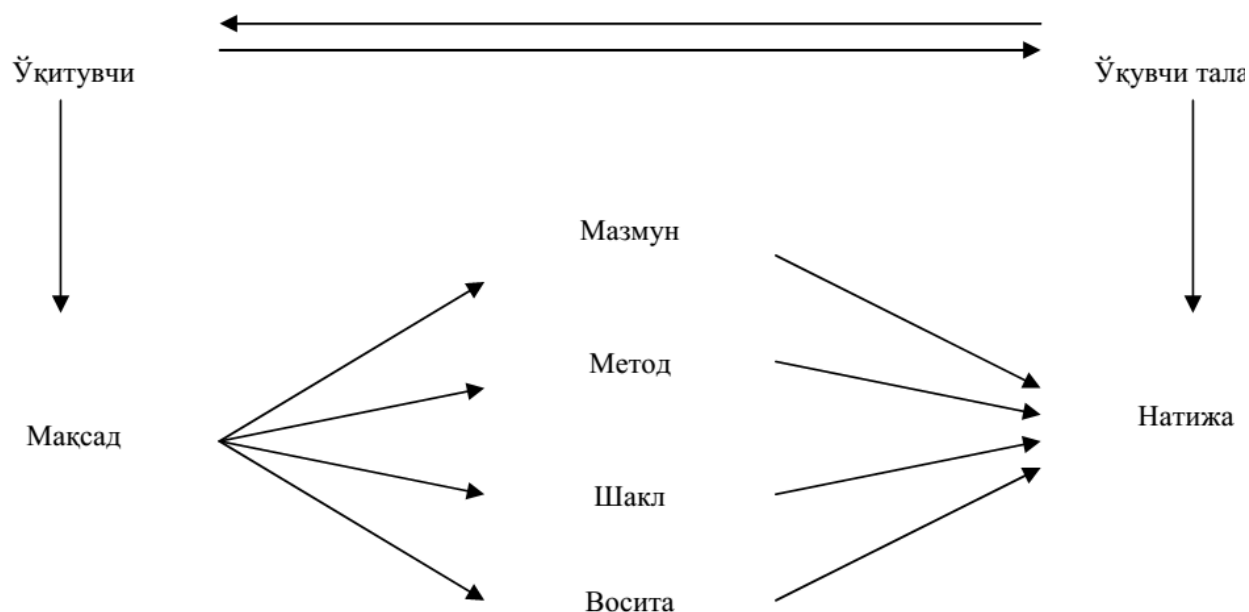 Ўқитувчи
Ўқувчи тала
Мазмун
Метод
Мақсад
Натижа
Шакл
Восита